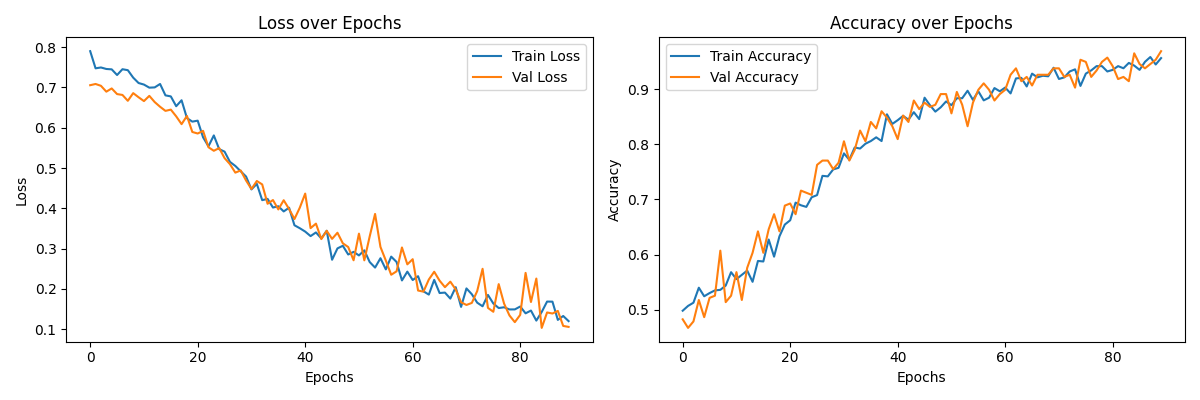 Loss over Epochs
0.8
0.7
0.6
0.5
0.4
0.3
0.2
0.1
Loss
0 20 40 60 80
Epochs
Train Loss
Val Loss
Accuracy over Epochs
0.9
0.8
0.7
0.6
0.5
Accuracy
0 20 40 60 80
Epochs
Train Accuracy
Val Accuracy